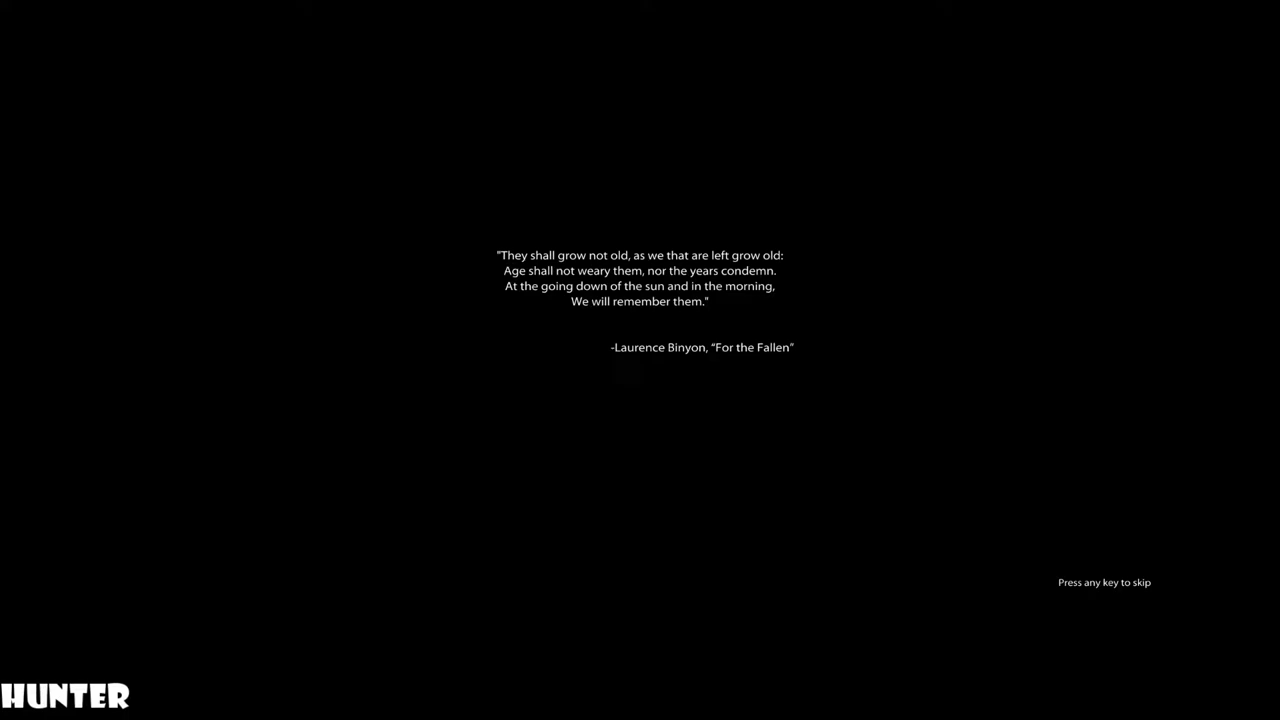 "They shall grow not old, as we that are left grow old:
Age shall not weary them, nor the years condemn.
At the going down of the sun and in the morning,
We will remember them."
-Laurence Binyon, “For the Fallen”
Press any key to skip
HUNTER